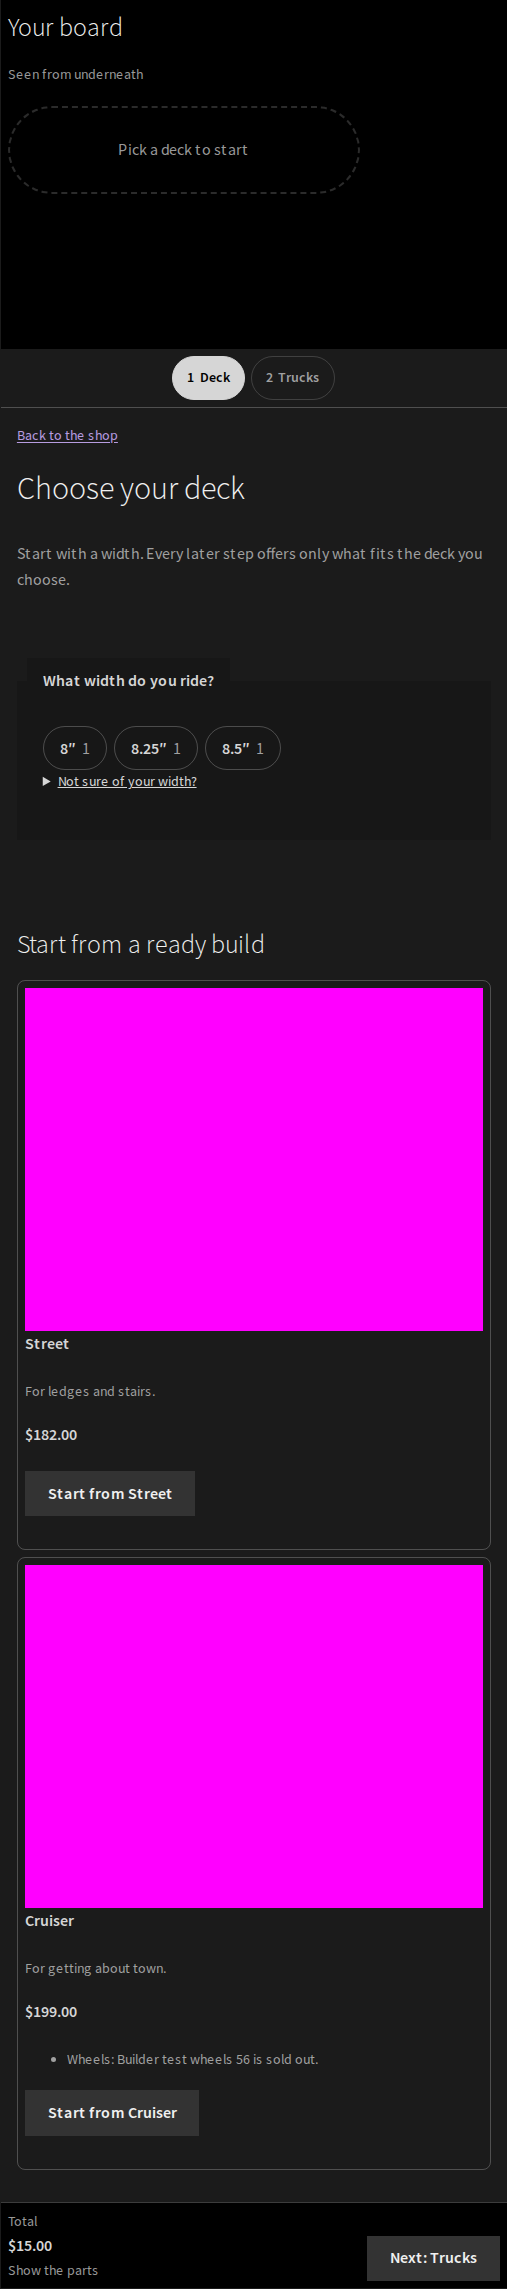 Your board
Seen from underneath
Pick a deck to start
1 Deck
2 Trucks
Back to the shop
Choose your deck
Start with a width. Every later step offers only what fits the deck you
choose.
What width do you ride?
8″ 1
8.25″ 1
8.5″ 1
Not sure of your width?
Start from a ready build
Street
For ledges and stairs.
$182.00
Start from Street
Cruiser
For getting about town.
$199.00
Wheels: Builder test wheels 56 is sold out.
Start from Cruiser
Total
$15.00
Show the parts
Next: Trucks